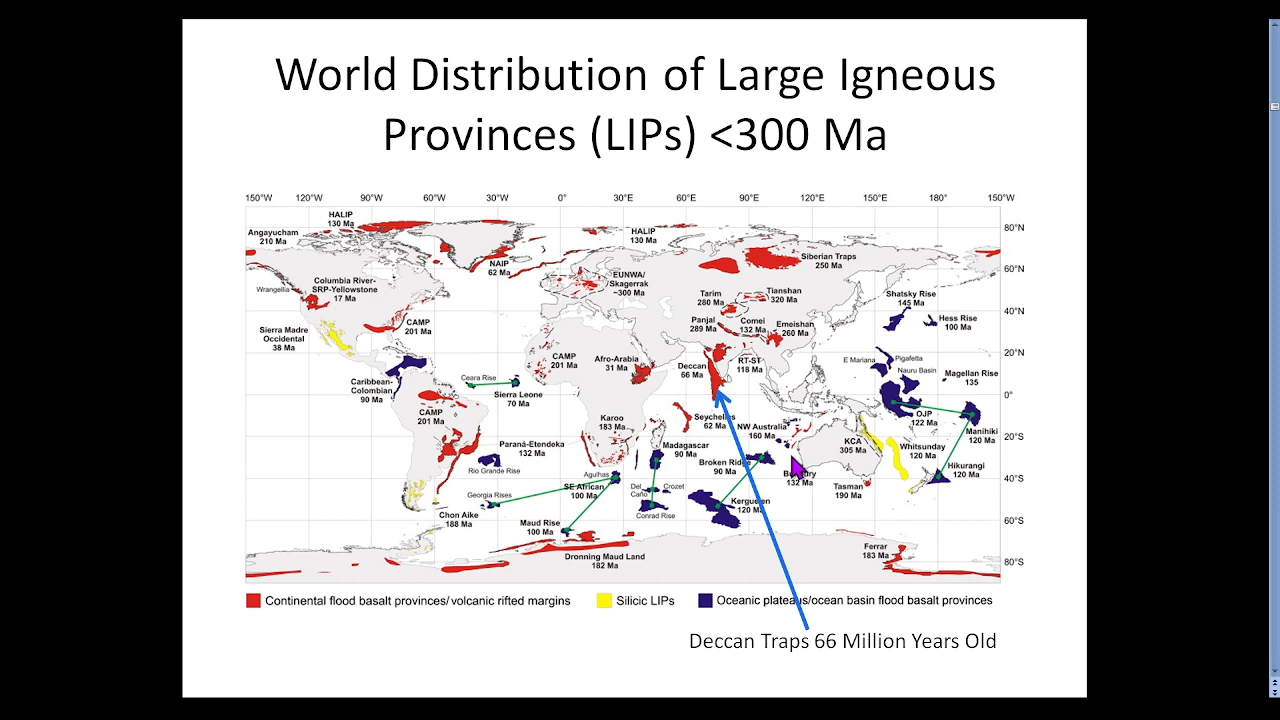 World Distribution of Large Igneous
Provinces (LIPs) <300 Ma
150°W 120°W 90°W 60°W 30°W 0° 30°E 60°E 90°E 120°E 150°E 180° 150°W
HALIP
130 Ma
Angayucham
210 Ma
HALIP
130 Ma
80°N
NAIP
62 Ma
Siberian Traps
250 Ma
60°N
EUNWA/
Skagerrak
~300 Ma
Wrangellia
Columbia River-
SRP-Yellowstone
17 Ma
Tarim
280 Ma
Tianshan
320 Ma
Shatsky Rise
145 Ma
40°N
Hess Rise
100 Ma
Sierra Madre
Occidental
38 Ma
CAMP
201 Ma
Panjal
289 Ma
Comei
132 Ma
Emeishan
260 Ma
20°N
CAMP
201 Ma
Afro-Arabia
31 Ma
Deccan
66 Ma
RT-ST
118 Ma
E Mariana
Pigafetta
Nauru Basin
Magellan Rise
135
Caribbean-
Colombian
90 Ma
Ceara Rise
Sierra Leone
70 Ma
0°
CAMP
201 Ma
Karoo
183 Ma
Seychelles
62 Ma
NW Australia
160 Ma
OJP
122 Ma
Manihiki
120 Ma
20°S
Paraná-Etendeka
132 Ma
Rio Grande Rise
Madagascar
90 Ma
KCA
305 Ma
Whitsunday
120 Ma
Broken Ridge
90 Ma
Hikurangi
120 Ma
Agulhas
SE African
100 Ma
Bunbury
132 Ma
40°S
Georgia Rises
Del
Caño
Crozet
Tasman
190 Ma
Chon Aike
188 Ma
Maud Rise
100 Ma
Conrad Rise
Kerguelen
120 Ma
60°S
Dronning Maud Land
182 Ma
Ferrar
183 Ma
80°S
Continental flood basalt provinces/volcanic rifted margins Silicic LIPs Oceanic plateaus/ocean basin flood basalt provinces
Deccan Traps 66 Million Years Old